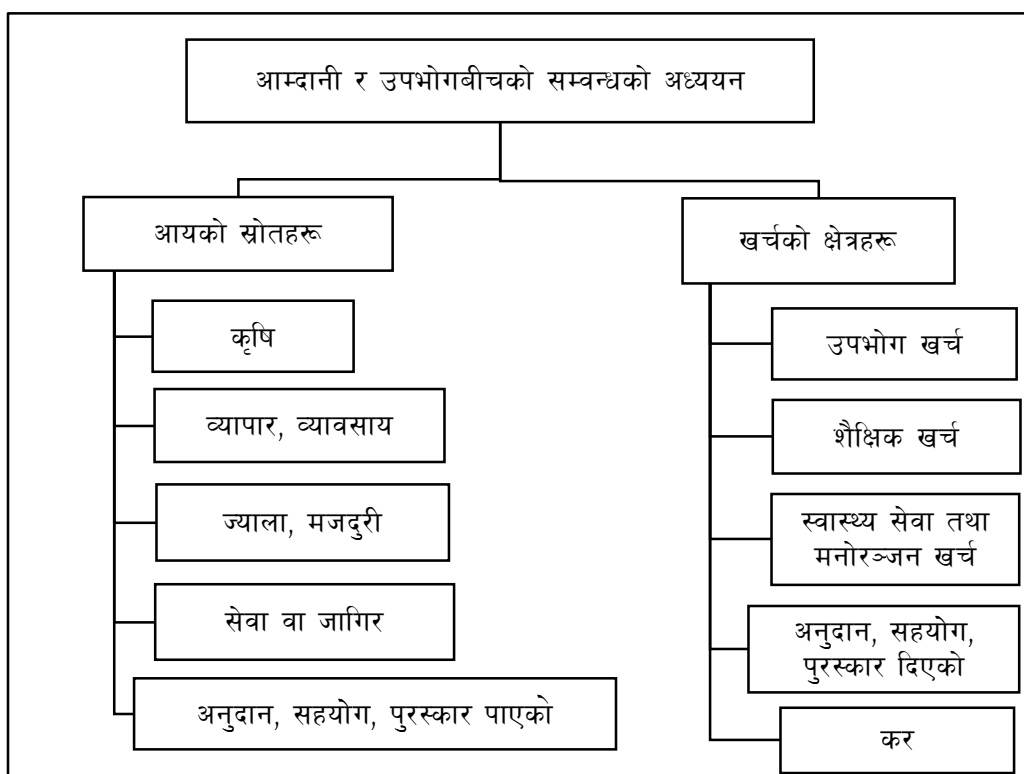 आम्दानी र उपभोगबीचको सम्वन्धको अध्ययन
आयको स्रोतहरू
कृषि
व्यापार, व्यावसाय
ज्याला, मजदुरी
सेवा वा जागिर
अनुदान, सहयोग, पुरस्कार पाएको
खर्चको क्षेत्रहरू
उपभोग खर्च
शैक्षिक खर्च
स्वास्थ्य सेवा तथा
मनोरञ्जन खर्च
अनुदान, सहयोग,
पुरस्कार दिएको
कर